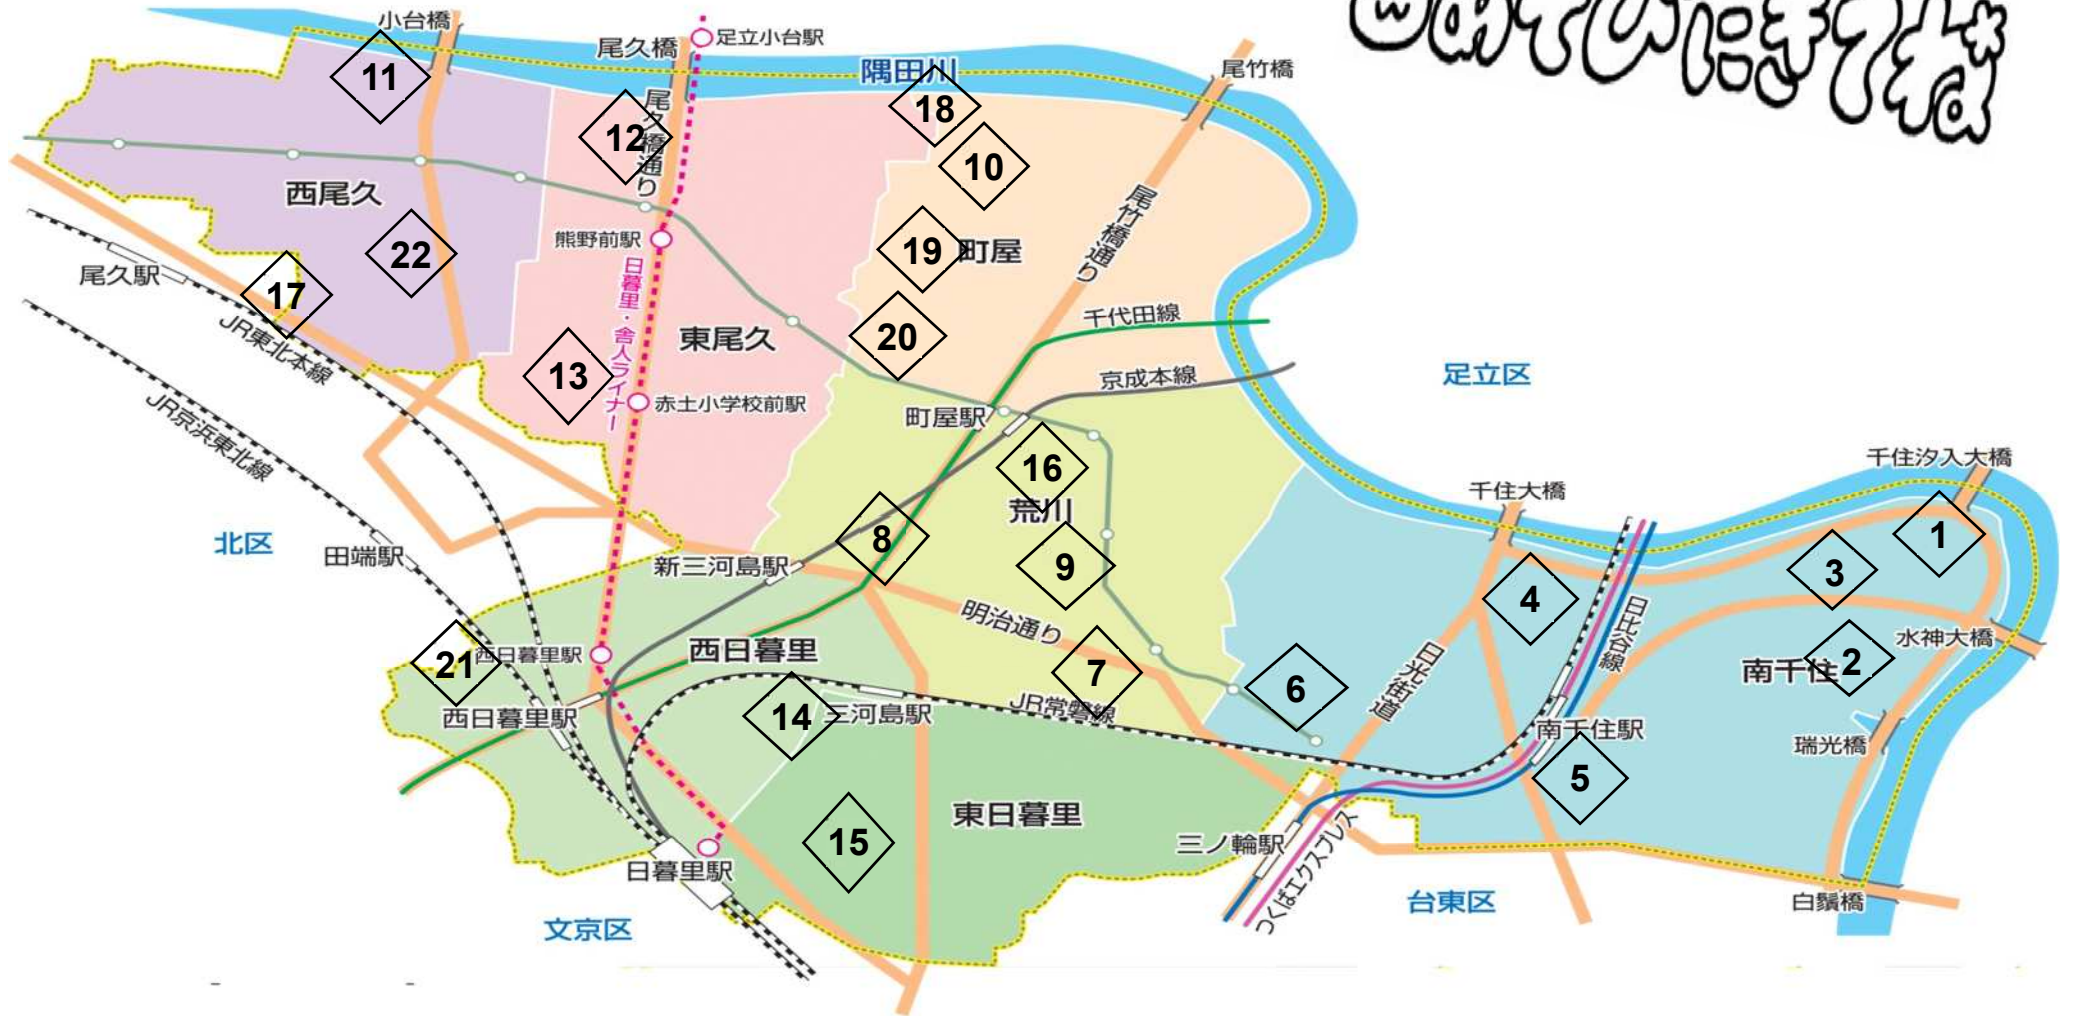 あそびにきてね
小台橋
尾久橋
足立小台駅
隅田川
尾竹橋
11
12
尾久橋通り
18
10
西尾久
熊野前駅
22
19
町屋
尾竹橋通り
尾久駅
17
日暮里・舎人ライナー
JR東北本線
東尾久
20
千代田線
13
赤土小学校前駅
京成本線
足立区
JR京浜東北線
町屋駅
16
荒川
千住大橋
千住汐入大橋
北区
田端駅
新三河島駅
8
9
明治通り
4
日比谷線
3
1
21
西日暮里駅
西日暮里
7
6
日光街道
南千住
2
水神大橋
西日暮里駅
14
三河島駅
JR常磐線
南千住駅
5
瑞光橋
15
東日暮里
日暮里駅
三ノ輪駅
つくばエクスプレス
文京区
台東区
白鬚橋